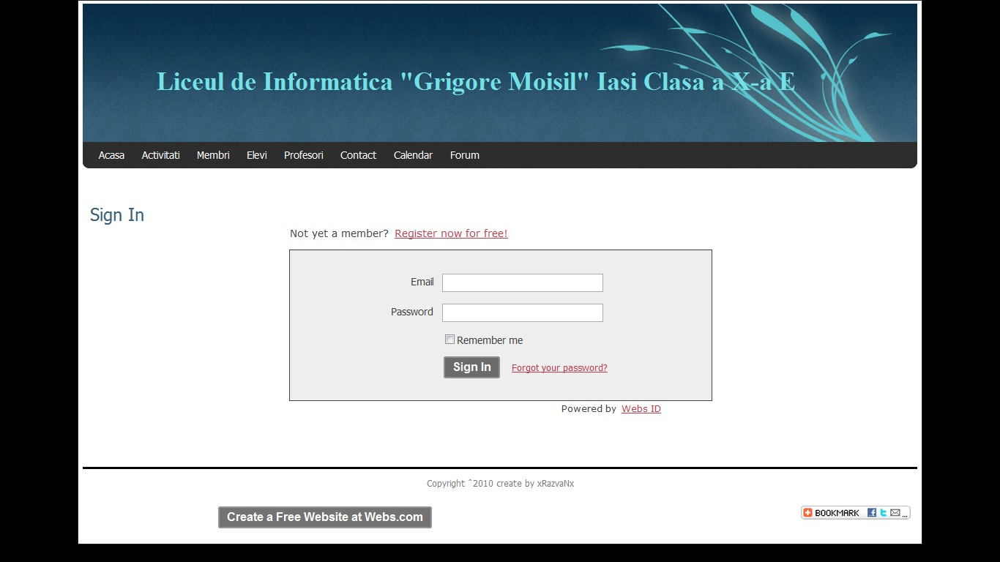 Liceul de Informatica "Grigore Moisil" Iasi Clasa a X-a E
Acasa Activitati Membri Elevi Profesori Contact Calendar Forum
Sign In
Not yet a member? Register now for free!
Email
Password
Remember me
Sign In Forgot your password?
Powered by Webs ID
Copyright ˆ2010 create by xRazvaNx
Create a Free Website at Webs.com
BOOKMARK ...